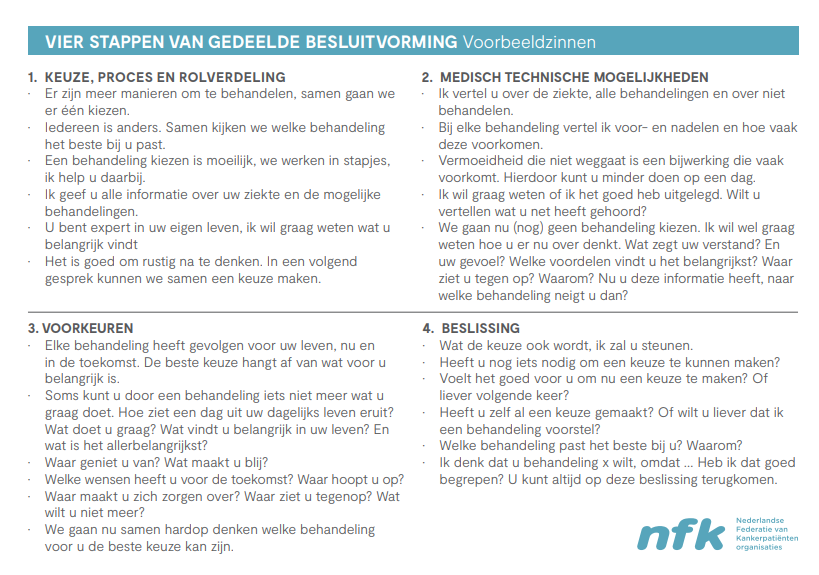 VIER STAPPEN VAN GEDEELDE BESLUITVORMING Voorbeeldzinnen
1. KEUZE, PROCES EN ROLVERDELING
· Er zijn meer manieren om te behandelen, samen gaan we
er één kiezen.
· Iedereen is anders. Samen kijken we welke behandeling
het beste bij u past.
· Een behandeling kiezen is moeilijk, we werken in stapjes,
ik help u daarbij.
· Ik geef u alle informatie over uw ziekte en de mogelijke
behandelingen.
· U bent expert in uw eigen leven, ik wil graag weten wat u
belangrijk vindt
· Het is goed om rustig na te denken. In een volgend
gesprek kunnen we samen een keuze maken.
2. MEDISCH TECHNISCHE MOGELIJKHEDEN
· Ik vertel u over de ziekte, alle behandelingen en over niet
behandelen.
· Bij elke behandeling vertel ik voor- en nadelen en hoe vaak
deze voorkomen.
· Vermoeidheid die niet weggaat is een bijwerking die vaak
voorkomt. Hierdoor kunt u minder doen op een dag.
· Ik wil graag weten of ik het goed heb uitgelegd. Wilt u
vertellen wat u net heeft gehoord?
· We gaan nu (nog) geen behandeling kiezen. Ik wil wel graag
weten hoe u er nu over denkt. Wat zegt uw verstand? En
uw gevoel? Welke voordelen vindt u het belangrijkst? Waar
ziet u tegen op? Waarom? Nu u deze informatie heeft, naar
welke behandeling neigt u dan?
3. VOORKEUREN
· Elke behandeling heeft gevolgen voor uw leven, nu en
in de toekomst. De beste keuze hangt af van wat voor u
belangrijk is.
· Soms kunt u door een behandeling iets niet meer wat u
graag doet. Hoe ziet een dag uit uw dagelijks leven eruit?
Wat doet u graag? Wat vindt u belangrijk in uw leven? En
wat is het allerbelangrijkst?
· Waar geniet u van? Wat maakt u blij?
· Welke wensen heeft u voor de toekomst? Waar hoopt u op?
· Waar maakt u zich zorgen over? Waar ziet u tegenop? Wat
wilt u niet meer?
· We gaan nu samen hardop denken welke behandeling
voor u de beste keuze kan zijn.
4. BESLISSING
· Wat de keuze ook wordt, ik zal u steunen.
· Heeft u nog iets nodig om een keuze te kunnen maken?
· Voelt het goed voor u om nu een keuze te maken? Of
liever volgende keer?
· Heeft u zelf al een keuze gemaakt? Of wilt u liever dat ik
een behandeling voorstel?
· Welke behandeling past het beste bij u? Waarom?
· Ik denk dat u behandeling x wilt, omdat ... Heb ik dat goed
begrepen? U kunt altijd op deze beslissing terugkomen.
nfk
Nederlandse
Federatie van
Kankerpatiënten
organisaties